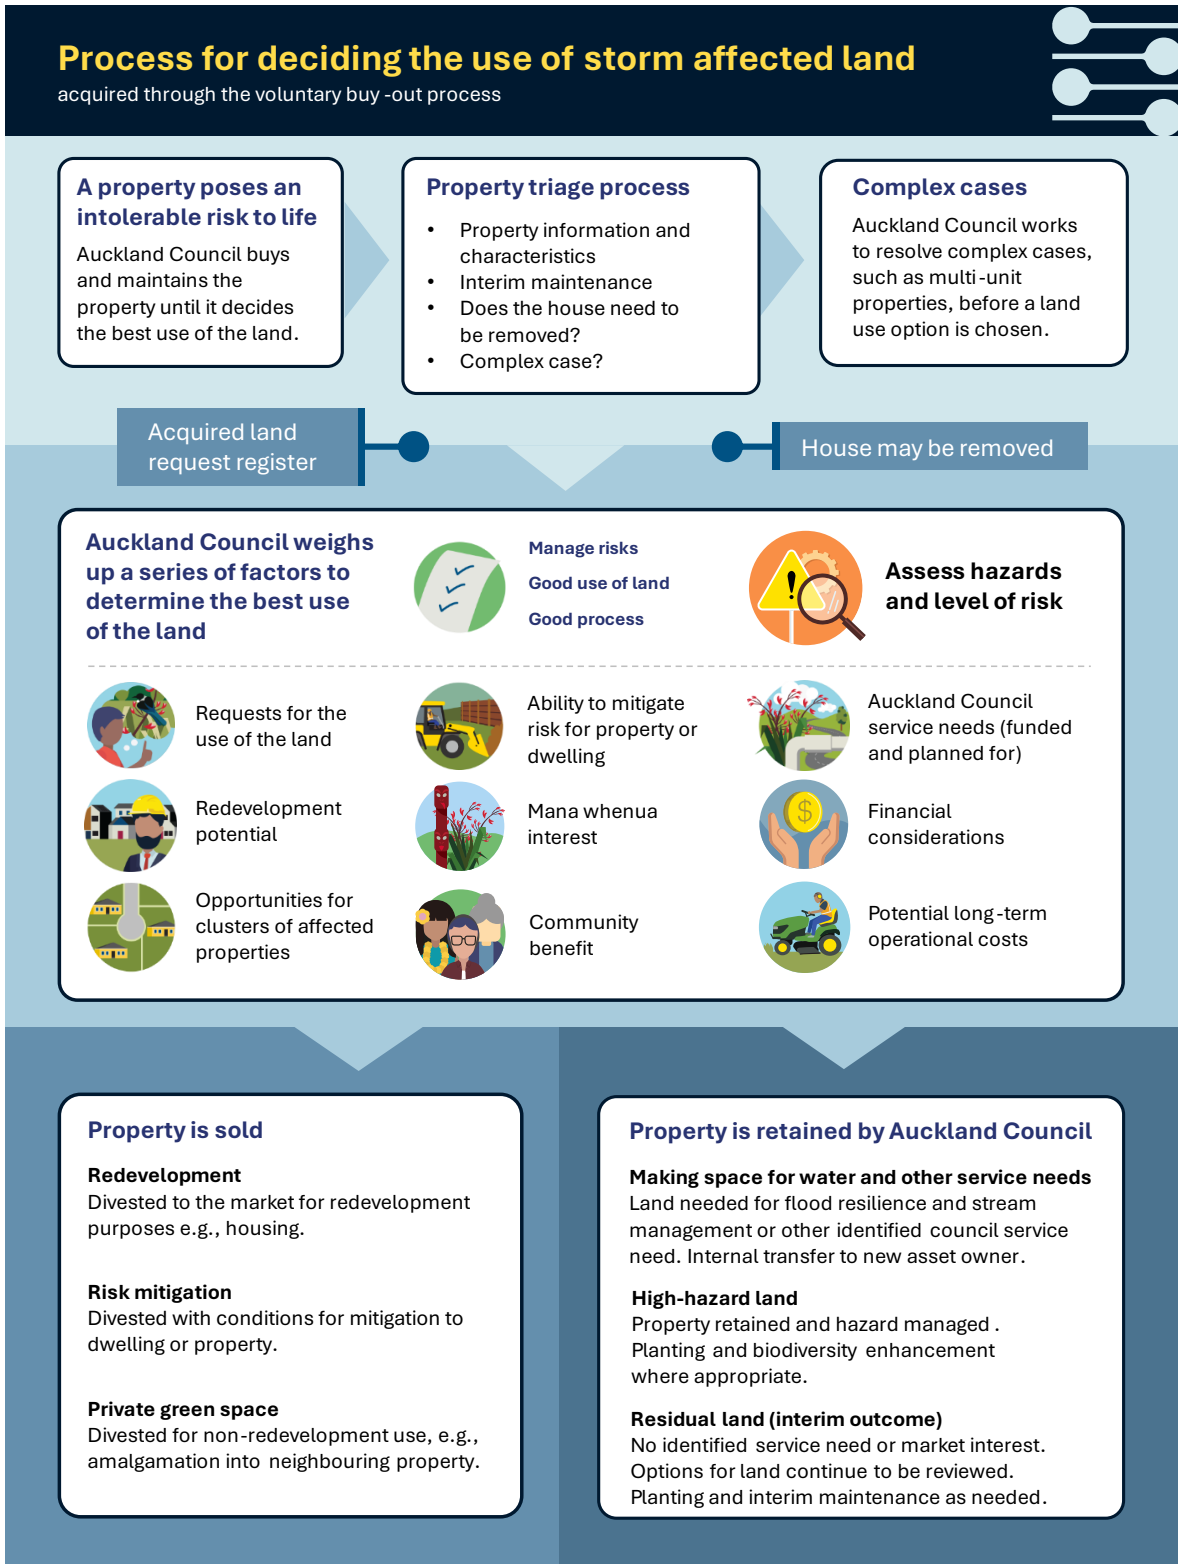 Process for deciding the use of storm affected land
acquired through the voluntary buy-out process
A property poses an
intolerable risk to life
Auckland Council buys
and maintains the
property until it decides
the best use of the land.
Property triage process
• Property information and
characteristics
• Interim maintenance
• Does the house need to
be removed?
• Complex case?
Complex cases
Auckland Council works
to resolve complex cases,
such as multi-unit
properties, before a land
use option is chosen.
Acquired land
request register
House may be removed
Auckland Council weighs
up a series of factors to
determine the best use
of the land
Manage risks
Good use of land
Good process
Assess hazards
and level of risk
Requests for the
use of the land
Ability to mitigate
risk for property or
dwelling
Auckland Council
service needs (funded
and planned for)
Redevelopment
potential
Mana whenua
interest
Financial
considerations
Opportunities for
clusters of affected
properties
Community
benefit
Potential long-term
operational costs
Property is sold
Redevelopment
Divested to the market for redevelopment
purposes e.g., housing.
Risk mitigation
Divested with conditions for mitigation to
dwelling or property.
Private green space
Divested for non-redevelopment use, e.g.,
amalgamation into neighbouring property.
Property is retained by Auckland Council
Making space for water and other service needs
Land needed for flood resilience and stream
management or other identified council service
need. Internal transfer to new asset owner.
High-hazard land
Property retained and hazard managed .
Planting and biodiversity enhancement
where appropriate.
Residual land (interim outcome)
No identified service need or market interest.
Options for land continue to be reviewed.
Planting and interim maintenance as needed.